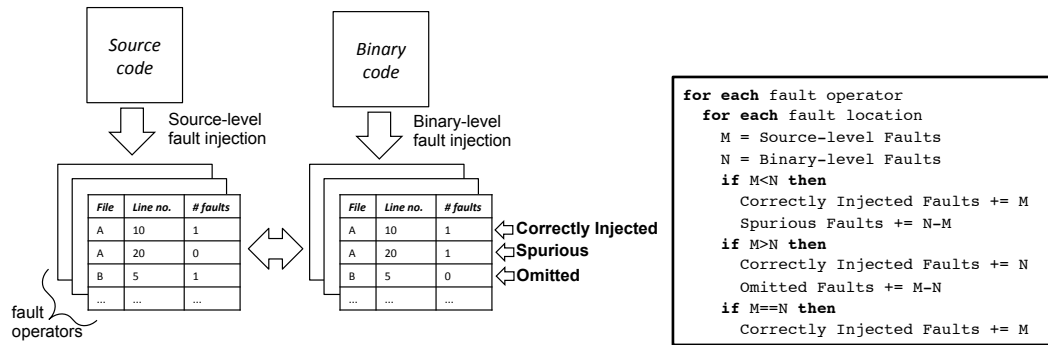 Source
code
Binary
code
Source-level
fault injection
Binary-level
fault injection
File Line no. # faults
A 10 1
A 20 0
B 5 1
... ... ...
File Line no. # faults
A 10 1
A 20 1
B 5 0
... ... ...
Correctly Injected
Spurious
Omitted
fault
operators
for each fault operator
for each fault location
M = Source-level Faults
N = Binary-level Faults
if M<N then
Correctly Injected Faults += M
Spurious Faults += N-M
if M>N then
Correctly Injected Faults += N
Omitted Faults += M-N
if M==N then
Correctly Injected Faults += M